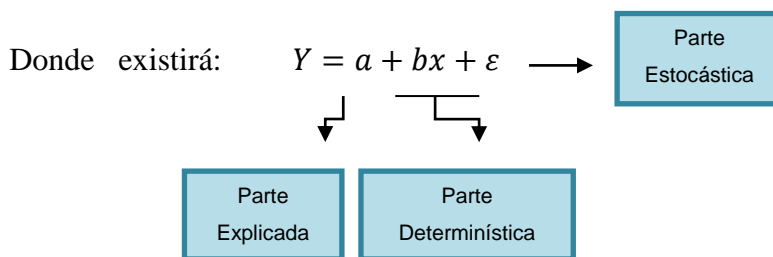 Donde existirá: Y = a + bx + ε
Parte
Estocástica
Parte
Explicada
Parte
Determinística